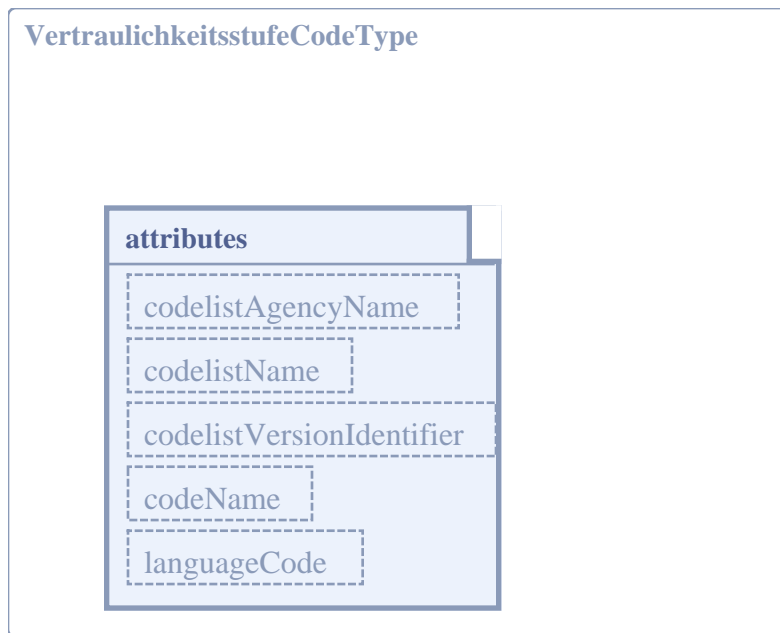 VertraulichkeitsstufeCodeType
attributes
codelistAgencyName
codelistName
codelistVersionIdentifier
codeName
languageCode